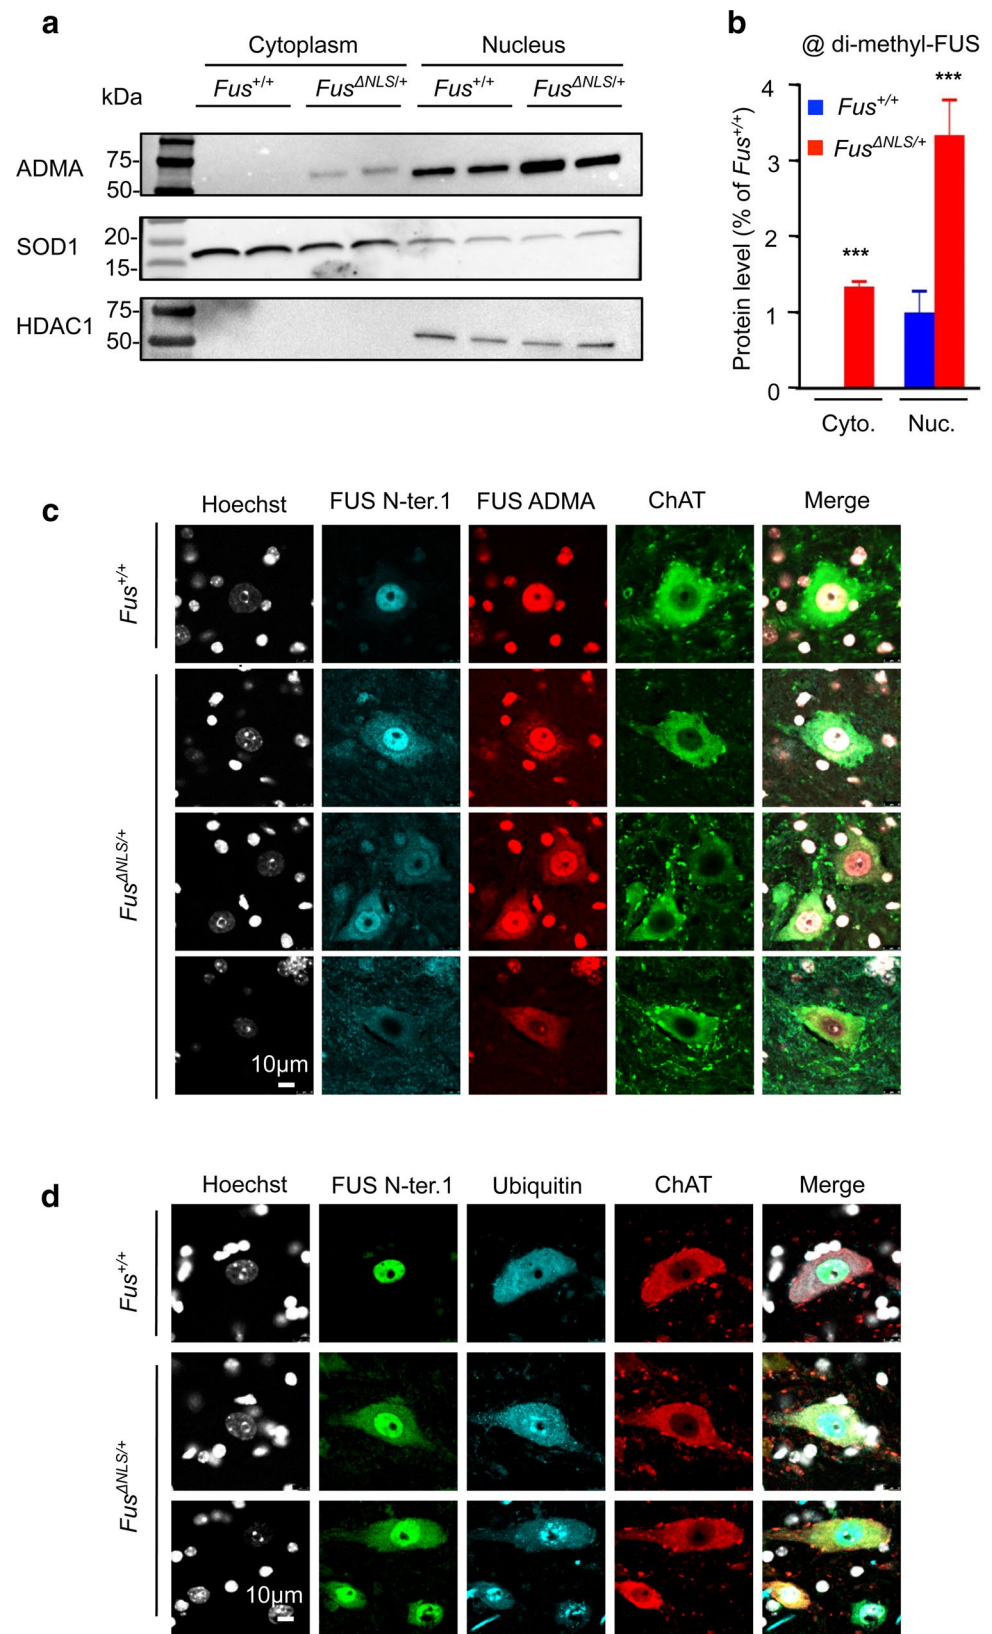 a
Cytoplasm Nucleus
kDa Fus+/+ FusΔNLS/+ Fus+/+ FusΔNLS/+
ADMA 75-
50-
SOD1 20-
15-
HDAC1 75-
50-
b
@ di-methyl-FUS
Protein level (% of Fus+/+)
4
3
2
1
0
Fus+/+
FusΔNLS/+
***
***
Cyto. Nuc.
c
Hoechst FUS N-ter.1 FUS ADMA ChAT Merge
Fus+/+
FusΔNLS/+
10µm
d
Hoechst FUS N-ter.1 Ubiquitin ChAT Merge
Fus+/+
FusΔNLS/+
10µm